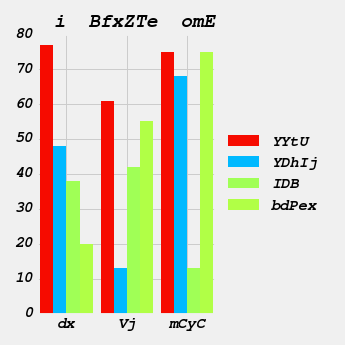 i BfxZTe omE
80
70
60
50
40
30
20
10
0
dx Vj mCyC
YYtU
YDhIj
IDB
bdPex